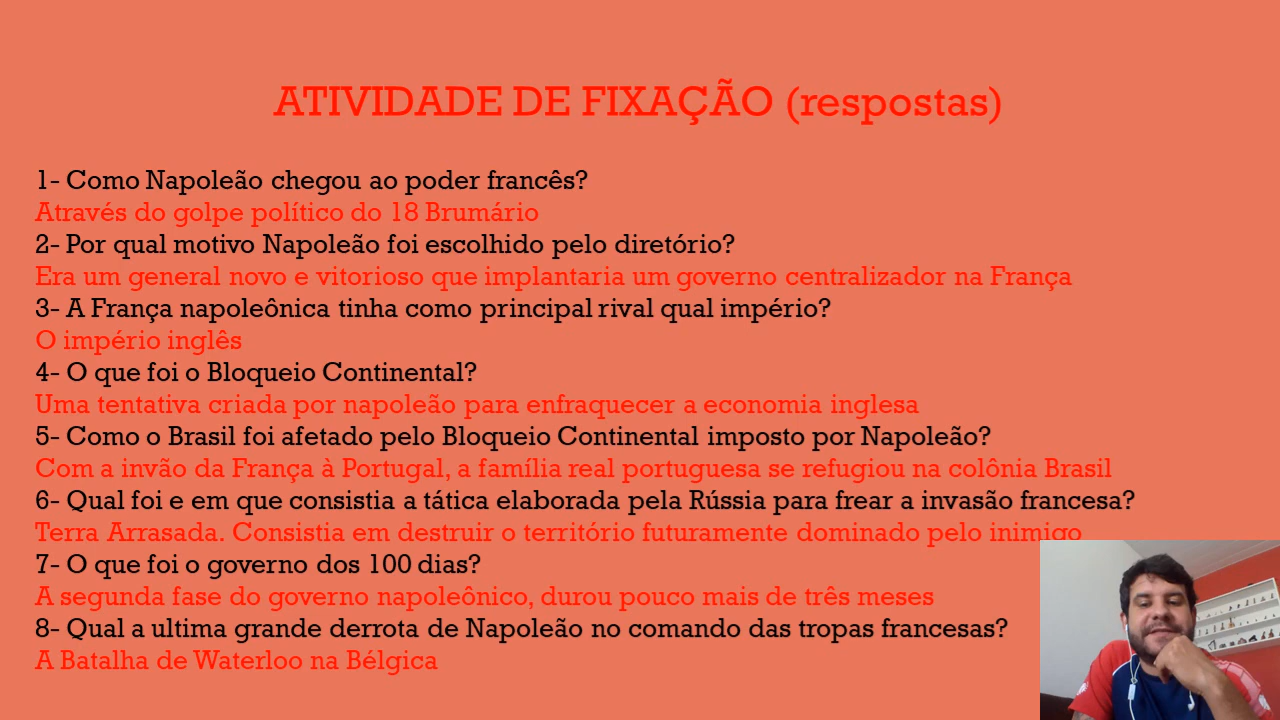 ATIVIDADE DE FIXAÇÃO (respostas)
1- Como Napoleão chegou ao poder francês?
Através do golpe político do 18 Brumário
2- Por qual motivo Napoleão foi escolhido pelo diretório?
Era um general novo e vitorioso que implantaria um governo centralizador na França
3- A França napoleônica tinha como principal rival qual império?
O império inglês
4- O que foi o Bloqueio Continental?
Uma tentativa criada por napoleão para enfraquecer a economia inglesa
5- Como o Brasil foi afetado pelo Bloqueio Continental imposto por Napoleão?
Com a invão da França à Portugal, a família real portuguesa se refugiou na colônia Brasil
6- Qual foi e em que consistia a tática elaborada pela Rússia para frear a invasão francesa?
Terra Arrasada. Consistia em destruir o território futuramente dominado pelo inimigo
7- O que foi o governo dos 100 dias?
A segunda fase do governo napoleônico, durou pouco mais de três meses
8- Qual a ultima grande derrota de Napoleão no comando das tropas francesas?
A Batalha de Waterloo na Bélgica